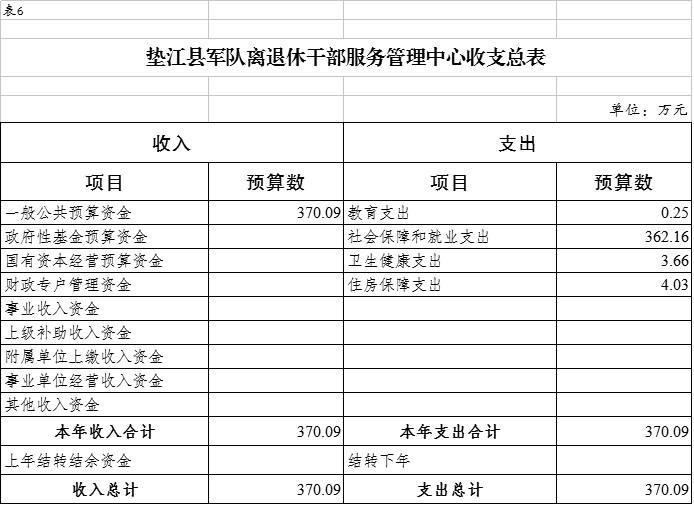 表6
垫江县军队离退休干部服务管理中心收支总表
单位：万元
收入 支出
项目 预算数 项目 预算数
一般公共预算资金 370.09 教育支出 0.25
政府性基金预算资金 社会保障和就业支出 362.16
国有资本经营预算资金 卫生健康支出 3.66
财政专户管理资金 住房保障支出 4.03
事业收入资金
上级补助收入资金
附属单位上缴收入资金
事业单位经营收入资金
其他收入资金
本年收入合计 370.09 本年支出合计 370.09
上年结转结余资金 结转下年
收入总计 370.09 支出总计 370.09